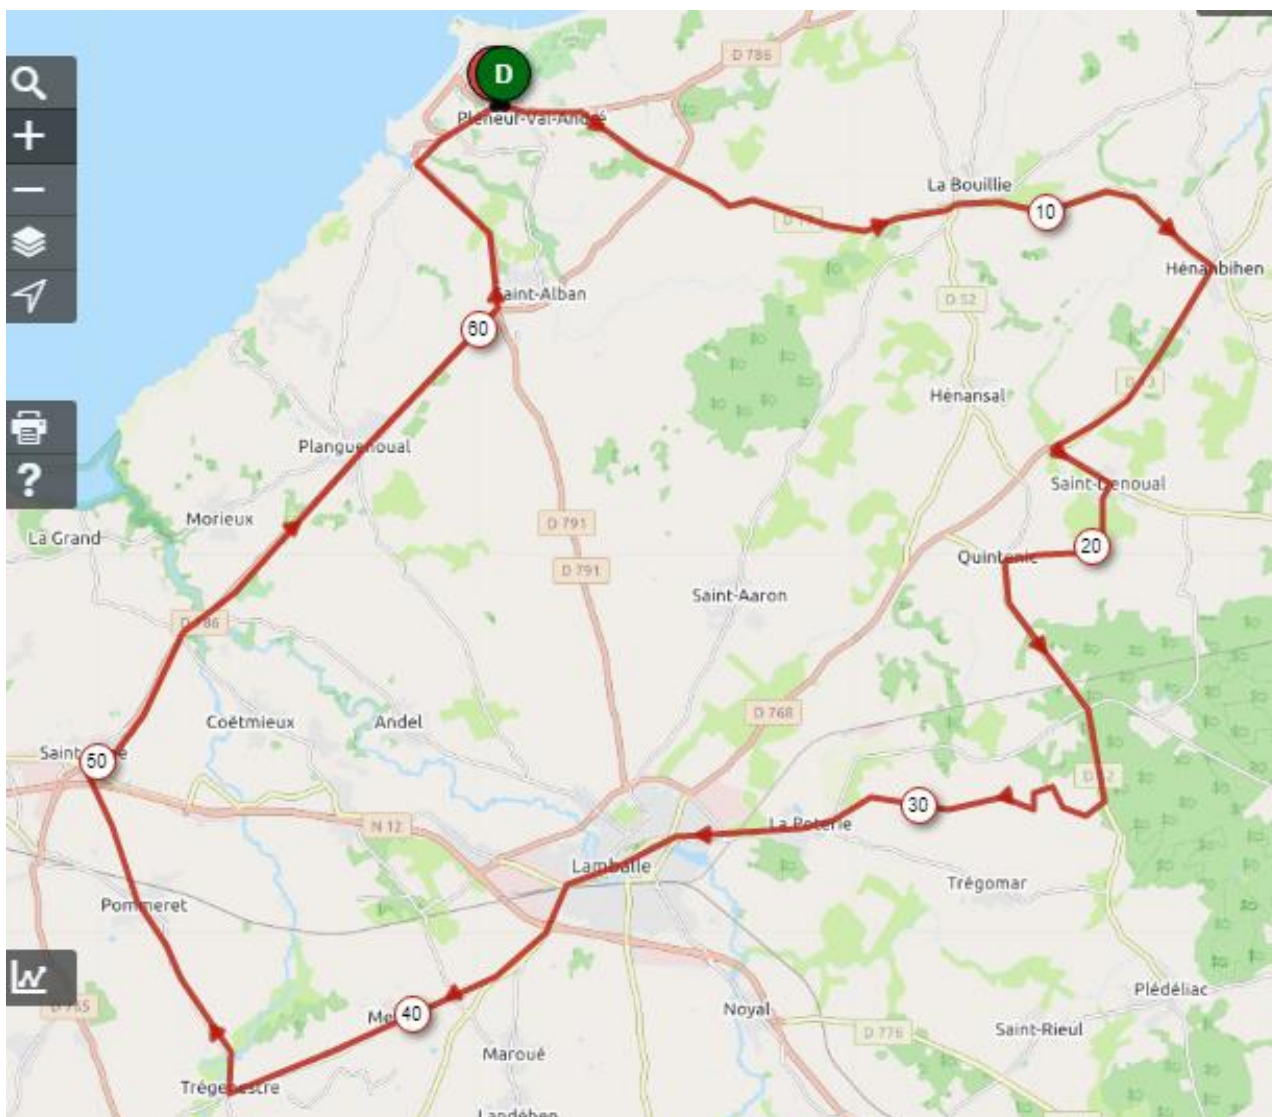 D
D 786
Pléneuf-Val-André
La Bouillie
10
Hénanbihen
Saint-Alban
D 52
60
Hénansal
Planguenoual
Saint-Denoual
Morieux
D 791
La Grand
20
Quintenic
D 791
Saint-Aaron
D 786
D 768
Coëtmieux
Andel
50
30
La Poterie
N 12
Lamballe
Trégomar
Pommeret
Plédéliac
Noyal
40
Saint-Rieul
D 776
Maroué
Trégenestre
Landéhen
?